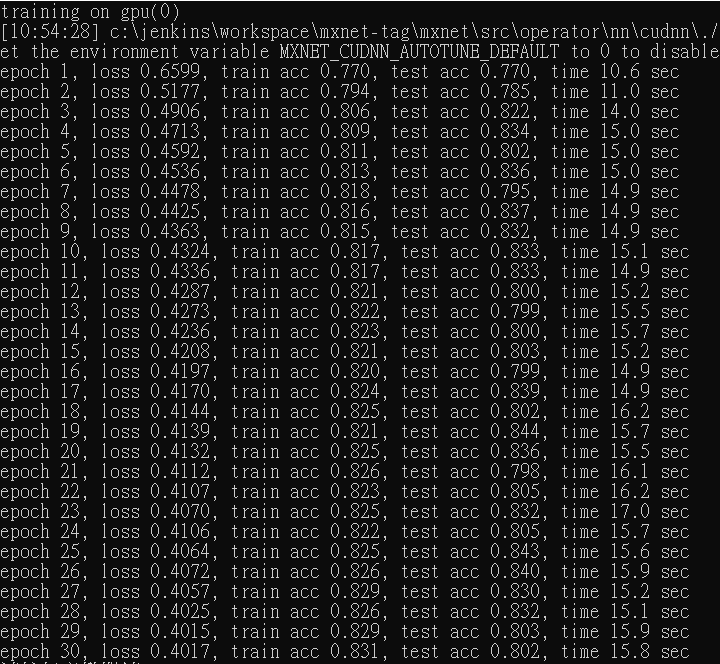 training on gpu(0)
[10:54:28] c:\jenkins\workspace\mxnet-tag\mxnet\src\operator\nn\cudnn\./
et the environment variable MXNET_CUDNN_AUTOTUNE_DEFAULT to 0 to disable
epoch 1, loss 0.6599, train acc 0.770, test acc 0.770, time 10.6 sec
epoch 2, loss 0.5177, train acc 0.794, test acc 0.785, time 11.0 sec
epoch 3, loss 0.4906, train acc 0.806, test acc 0.822, time 14.0 sec
epoch 4, loss 0.4713, train acc 0.809, test acc 0.834, time 15.0 sec
epoch 5, loss 0.4592, train acc 0.811, test acc 0.802, time 15.0 sec
epoch 6, loss 0.4536, train acc 0.813, test acc 0.836, time 15.0 sec
epoch 7, loss 0.4478, train acc 0.818, test acc 0.795, time 14.9 sec
epoch 8, loss 0.4425, train acc 0.816, test acc 0.837, time 14.9 sec
epoch 9, loss 0.4363, train acc 0.815, test acc 0.832, time 14.9 sec
epoch 10, loss 0.4324, train acc 0.817, test acc 0.833, time 15.1 sec
epoch 11, loss 0.4336, train acc 0.817, test acc 0.833, time 14.9 sec
epoch 12, loss 0.4287, train acc 0.821, test acc 0.800, time 15.2 sec
epoch 13, loss 0.4273, train acc 0.822, test acc 0.799, time 15.5 sec
epoch 14, loss 0.4236, train acc 0.823, test acc 0.800, time 15.7 sec
epoch 15, loss 0.4208, train acc 0.821, test acc 0.803, time 15.2 sec
epoch 16, loss 0.4197, train acc 0.820, test acc 0.799, time 14.9 sec
epoch 17, loss 0.4170, train acc 0.824, test acc 0.839, time 14.9 sec
epoch 18, loss 0.4144, train acc 0.825, test acc 0.802, time 16.2 sec
epoch 19, loss 0.4139, train acc 0.821, test acc 0.844, time 15.7 sec
epoch 20, loss 0.4132, train acc 0.825, test acc 0.836, time 15.5 sec
epoch 21, loss 0.4112, train acc 0.826, test acc 0.798, time 16.1 sec
epoch 22, loss 0.4107, train acc 0.823, test acc 0.805, time 16.2 sec
epoch 23, loss 0.4070, train acc 0.825, test acc 0.832, time 17.0 sec
epoch 24, loss 0.4106, train acc 0.822, test acc 0.805, time 15.7 sec
epoch 25, loss 0.4064, train acc 0.825, test acc 0.843, time 15.6 sec
epoch 26, loss 0.4072, train acc 0.826, test acc 0.840, time 15.9 sec
epoch 27, loss 0.4057, train acc 0.829, test acc 0.830, time 15.2 sec
epoch 28, loss 0.4025, train acc 0.826, test acc 0.832, time 15.1 sec
epoch 29, loss 0.4015, train acc 0.829, test acc 0.803, time 15.9 sec
epoch 30, loss 0.4017, train acc 0.831, test acc 0.802, time 15.8 sec